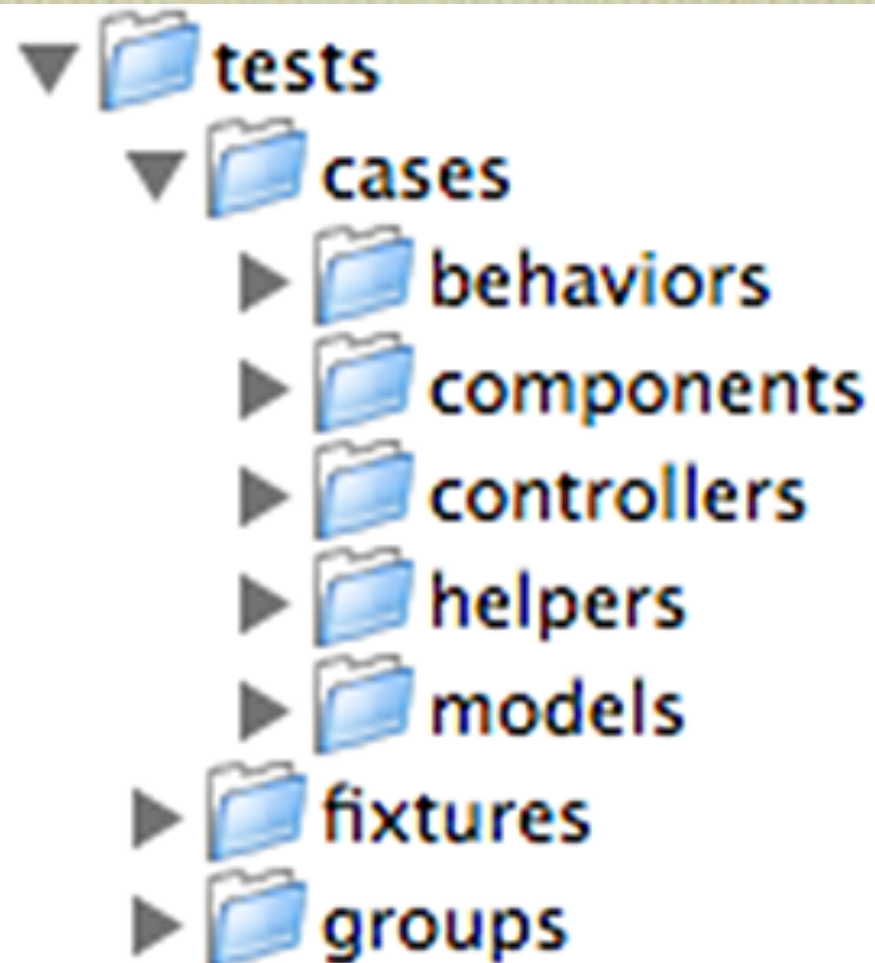 tests
cases
behaviors
components
controllers
helpers
models
fixtures
groups